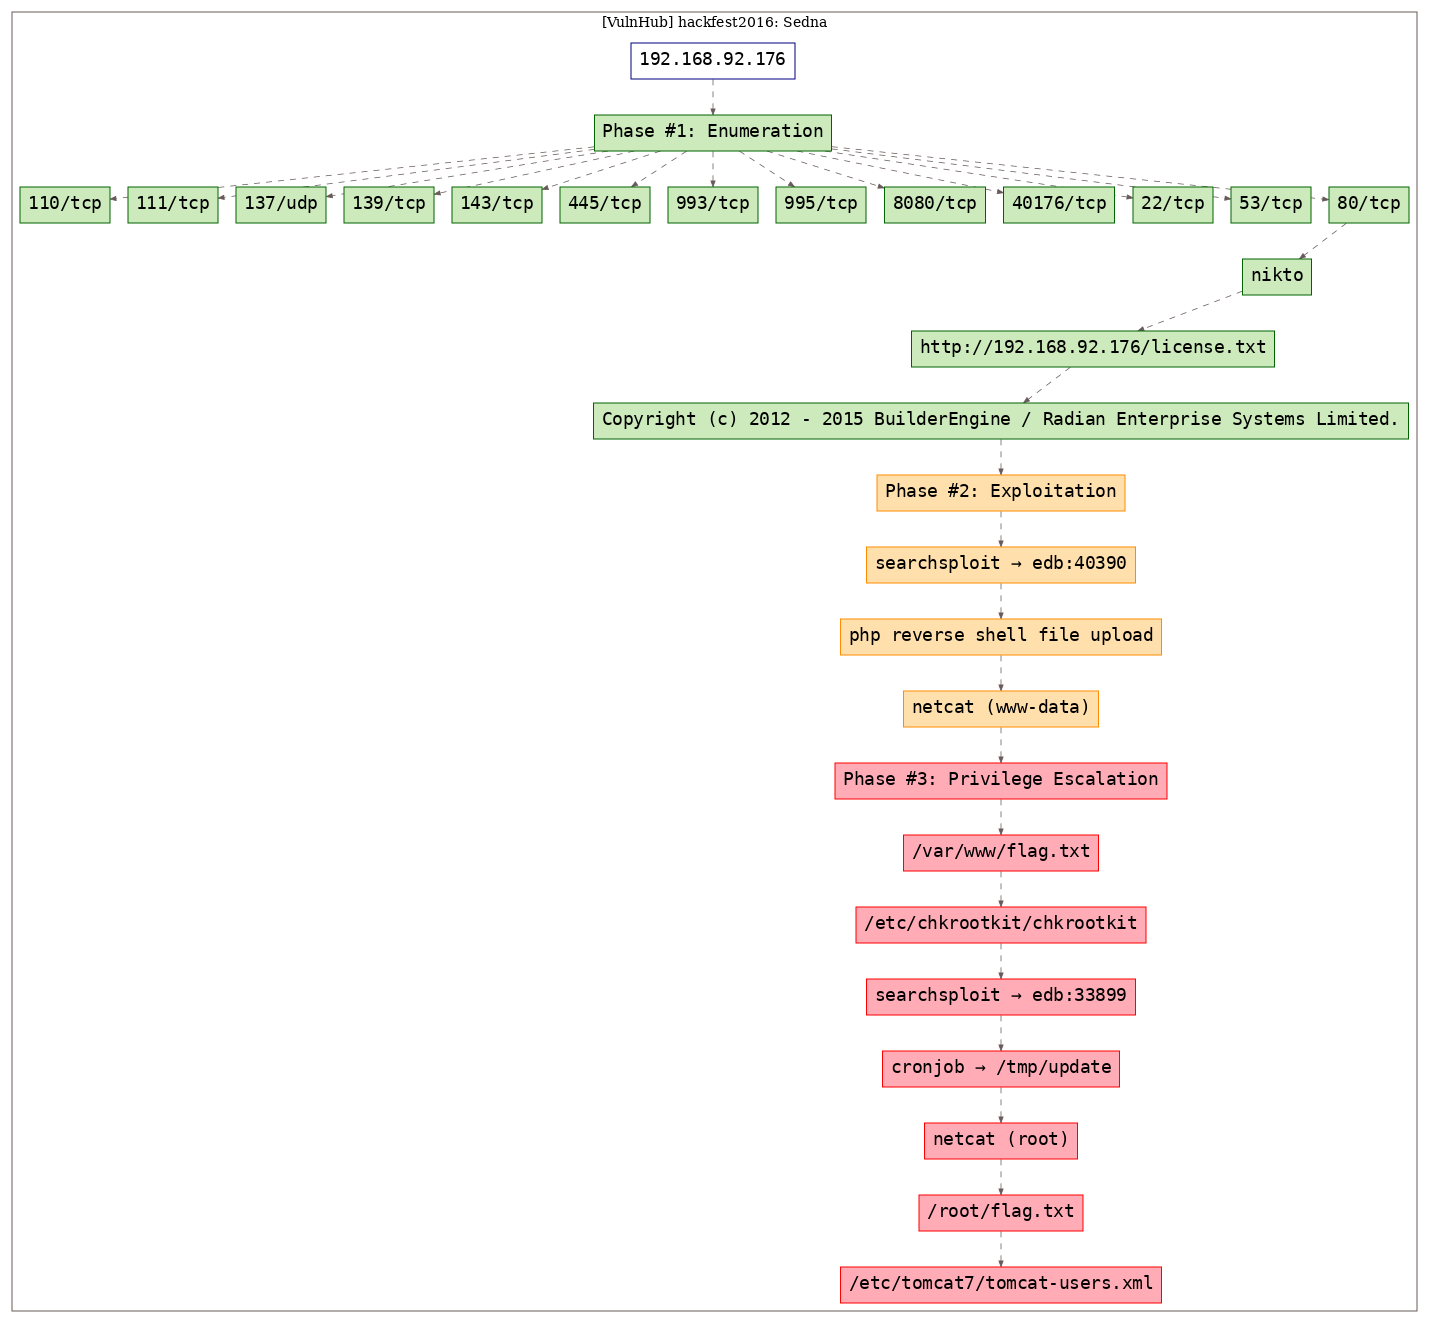 [VulnHub] hackfest2016: Sedna
192.168.92.176
Phase #1: Enumeration
110/tcp
111/tcp
137/udp
139/tcp
143/tcp
445/tcp
993/tcp
995/tcp
8080/tcp
40176/tcp
22/tcp
53/tcp
80/tcp
nikto
http://192.168.92.176/license.txt
Copyright (c) 2012 - 2015 BuilderEngine / Radian Enterprise Systems Limited.
Phase #2: Exploitation
searchsploit → edb:40390
php reverse shell file upload
netcat (www-data)
Phase #3: Privilege Escalation
/var/www/flag.txt
/etc/chkrootkit/chkrootkit
searchsploit → edb:33899
cronjob → /tmp/update
netcat (root)
/root/flag.txt
/etc/tomcat7/tomcat-users.xml